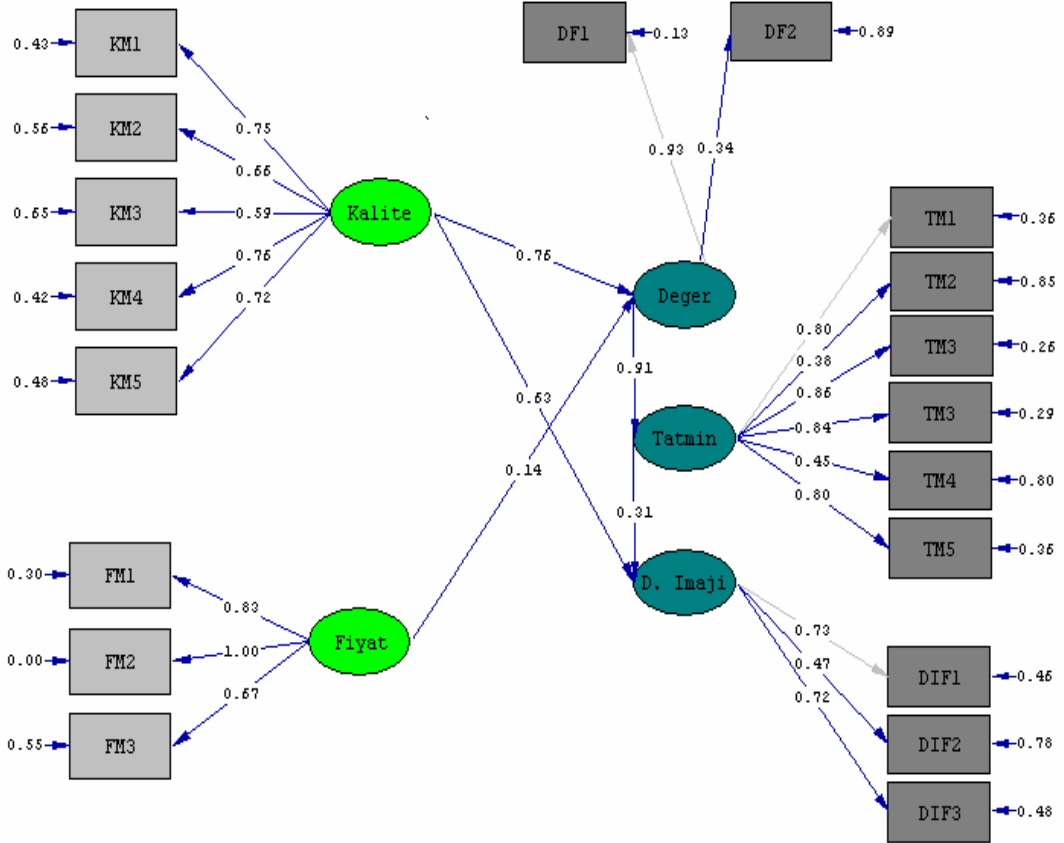 0.43 KM1
0.56 KM2
0.65 KM3
0.42 KM4
0.48 KM5
0.75
0.66
0.59
0.76
0.72
Kalite
0.76
0.63
0.30 FM1
0.00 FM2
0.55 FM3
0.83
1.00
0.67
Fiyat
0.14
DF1 0.13
DF2 0.89
0.93
0.34
Deger
0.91
Tatmin
0.31
D. Imaji
0.80
0.38
0.86
0.84
0.45
0.80
TM1 0.36
TM2 0.85
TM3 0.26
TM3 0.29
TM4 0.80
TM5 0.36
0.73
0.47
0.72
DIF1 0.46
DIF2 0.78
DIF3 0.48